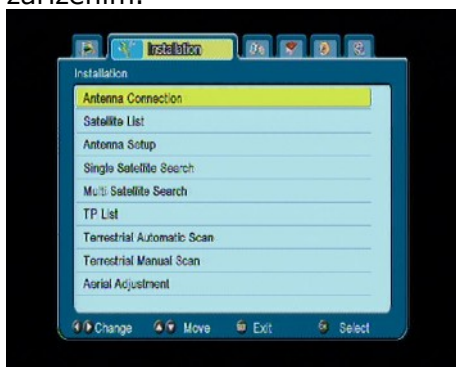 zařízením.
Installation
Installation
Antenna Connection
Satellite List
Antenna Setup
Single Satellite Search
Multi Satellite Search
TP List
Terrestrial Automatic Scan
Terrestrial Manual Scan
Aerial Adjustment
Change Move Exit Select